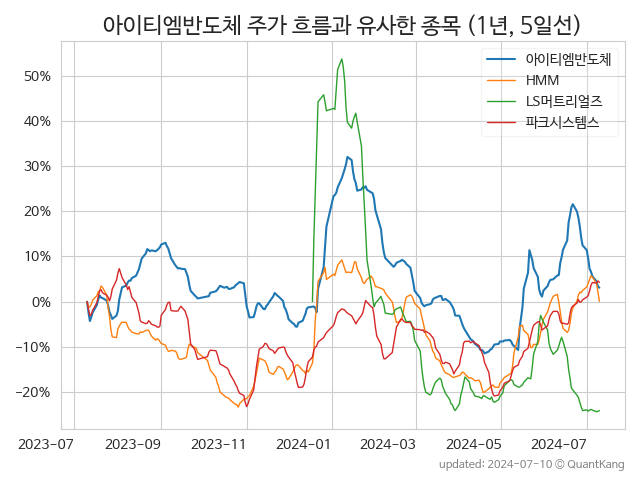 아이티엠반도체 주가 흐름과 유사한 종목 (1년, 5일선)
아이티엠반도체
HMM
LS머트리얼즈
파크시스템스
50%
40%
30%
20%
10%
0%
−10%
−20%
2023-07 2023-09 2023-11 2024-01 2024-03 2024-05 2024-07
updated: 2024-07-10 © QuantKang